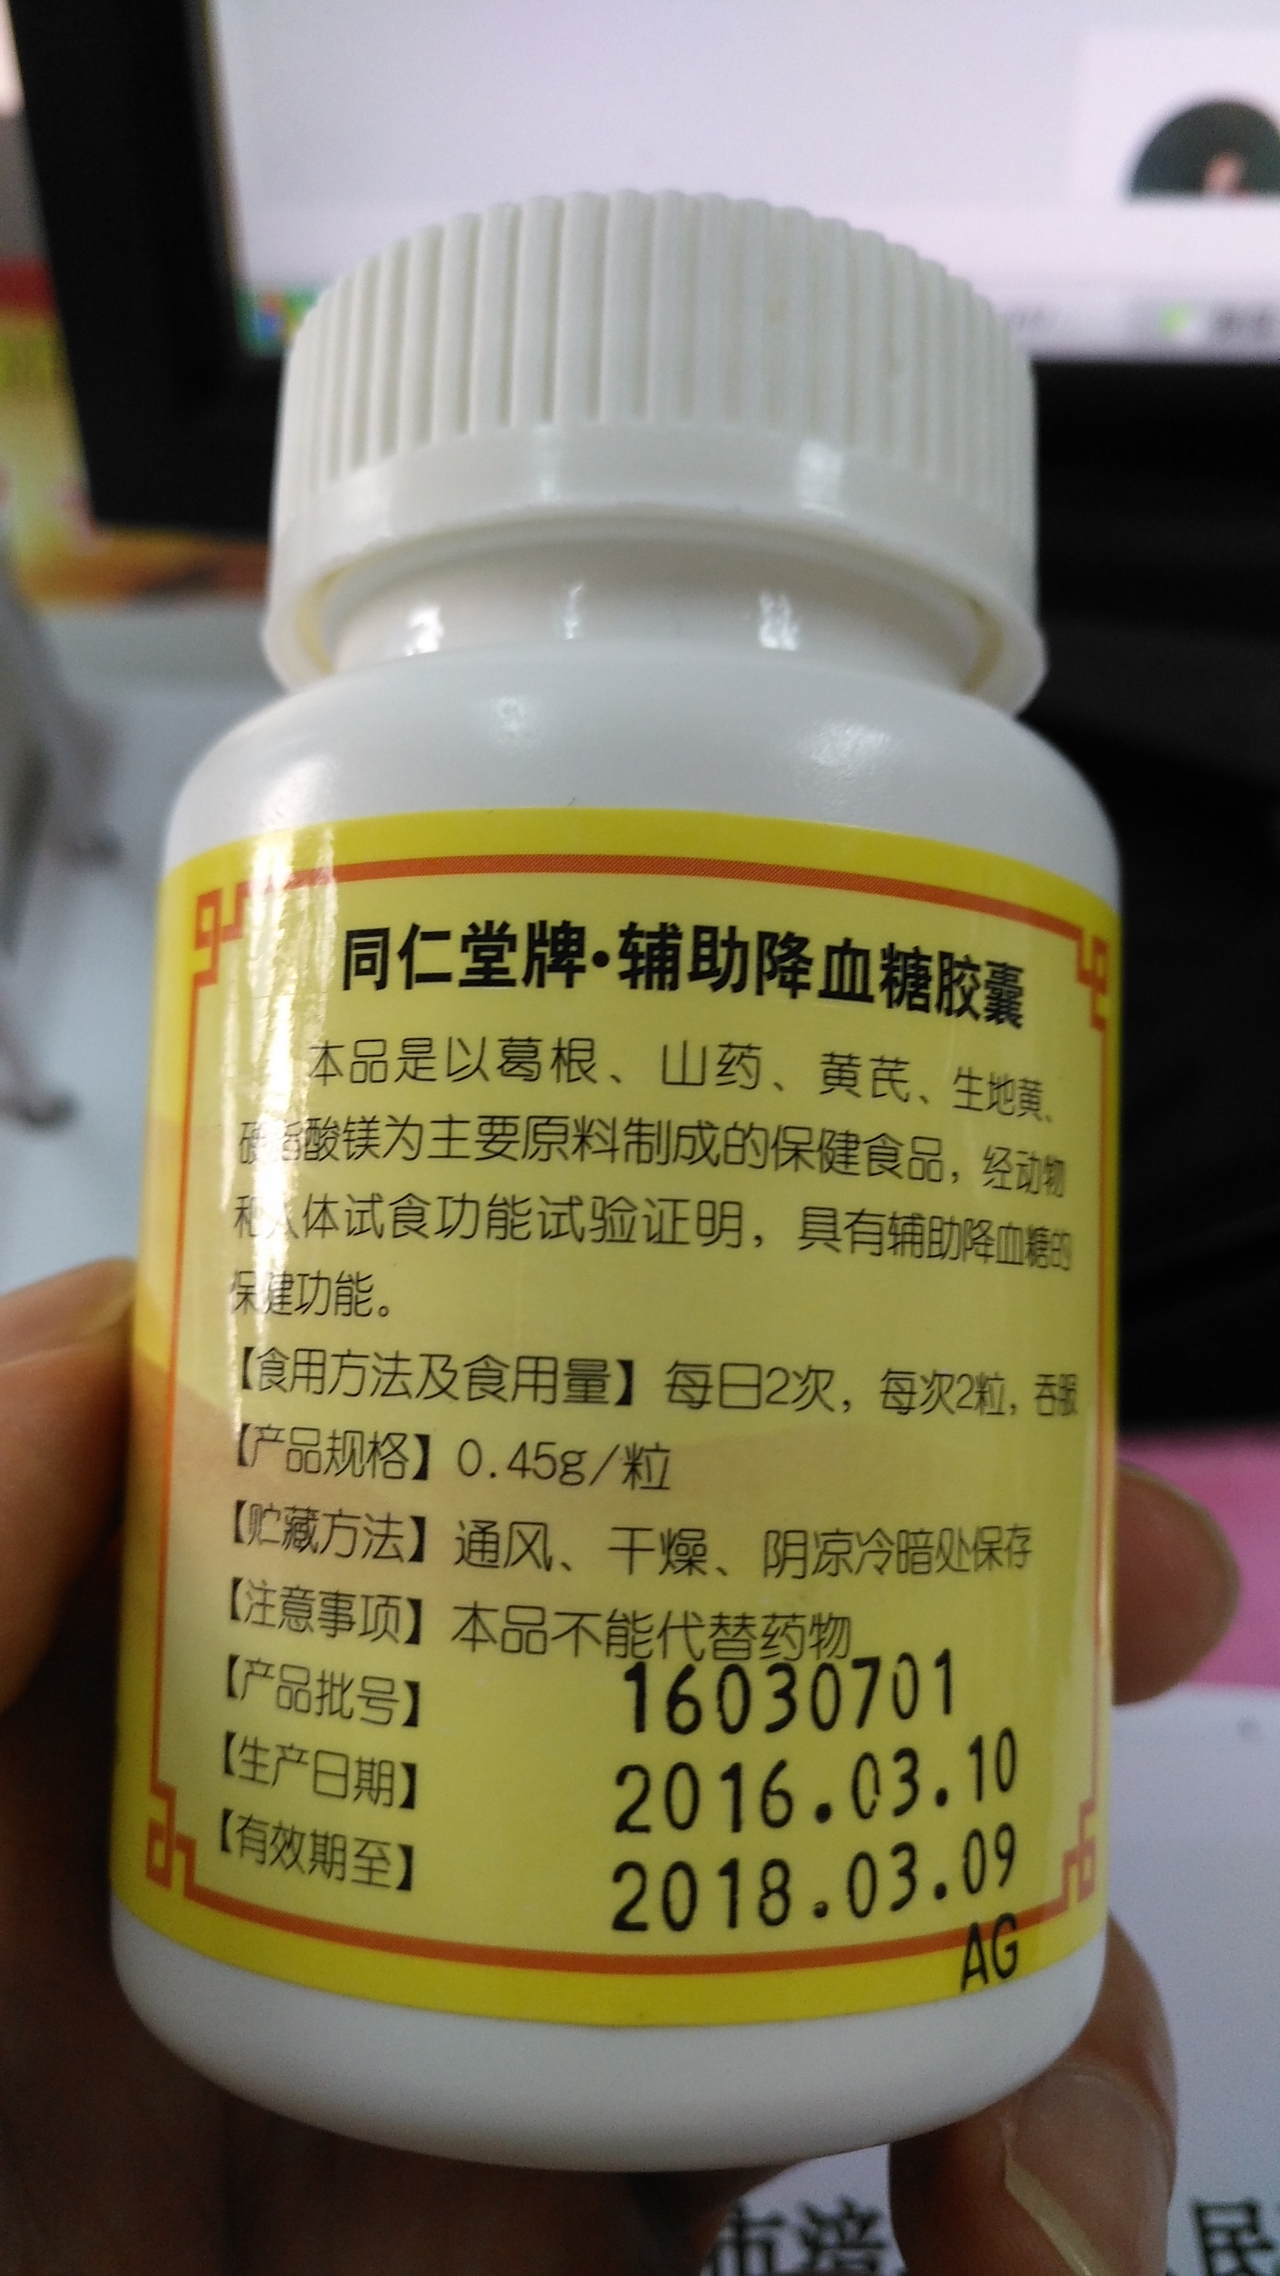 同仁堂牌·辅助降血糖胶囊
本品是以葛根、山药、黄芪、生地黄、
硬脂酸镁为主要原料制成的保健食品，经动物
和人体试食功能试验证明，具有辅助降血糖的
保健功能。
【食用方法及食用量】每日2次，每次2粒，吞服
【产品规格】0.45g/粒
【贮藏方法】通风、干燥、阴凉冷暗处保存
【注意事项】本品不能代替药物
【产品批号】 16030701
【生产日期】 2016.03.10
【有效期至】 2018.03.09
AG
市涪
民